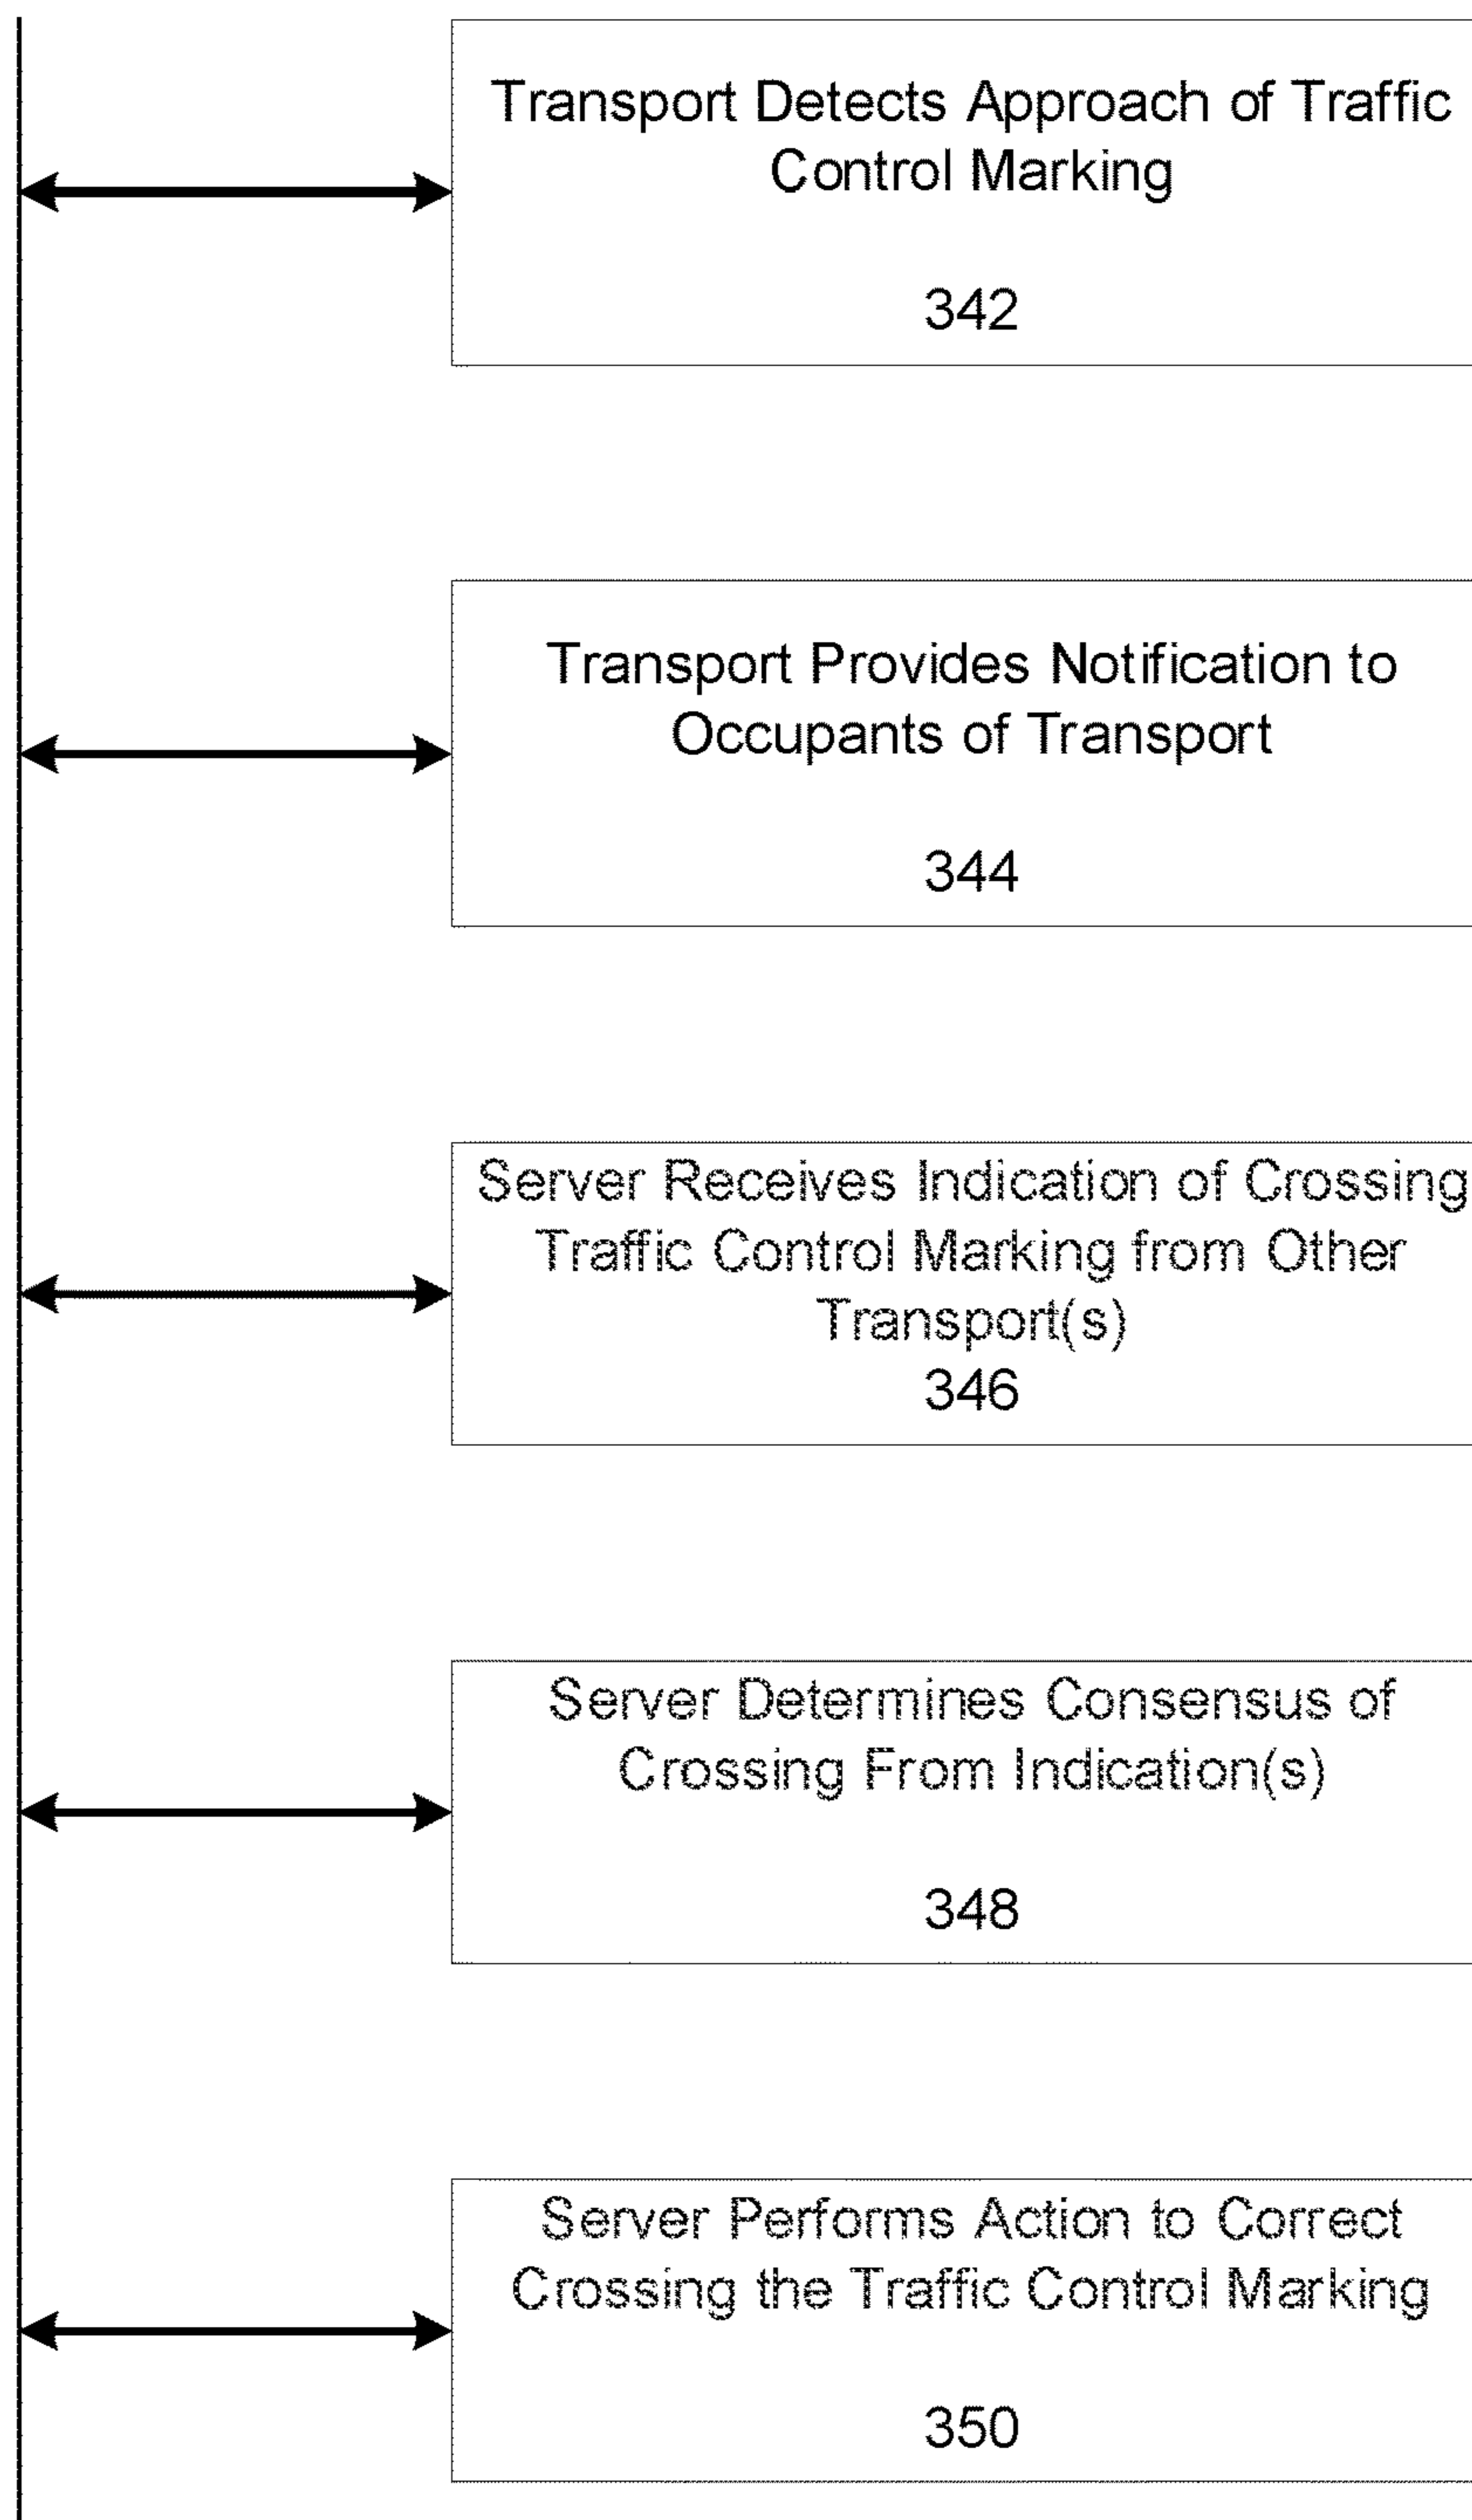 Transport Detects Approach of Traffic
Control Marking
342
Transport Provides Notification to
Occupants of Transport
344
Server Receives Indication of Crossing
Traffic Control Marking from Other
Transport(s)
346
Server Determines Consensus of
Crossing From Indication(s)
348
Server Performs Action to Correct
Crossing the Traffic Control Marking
350